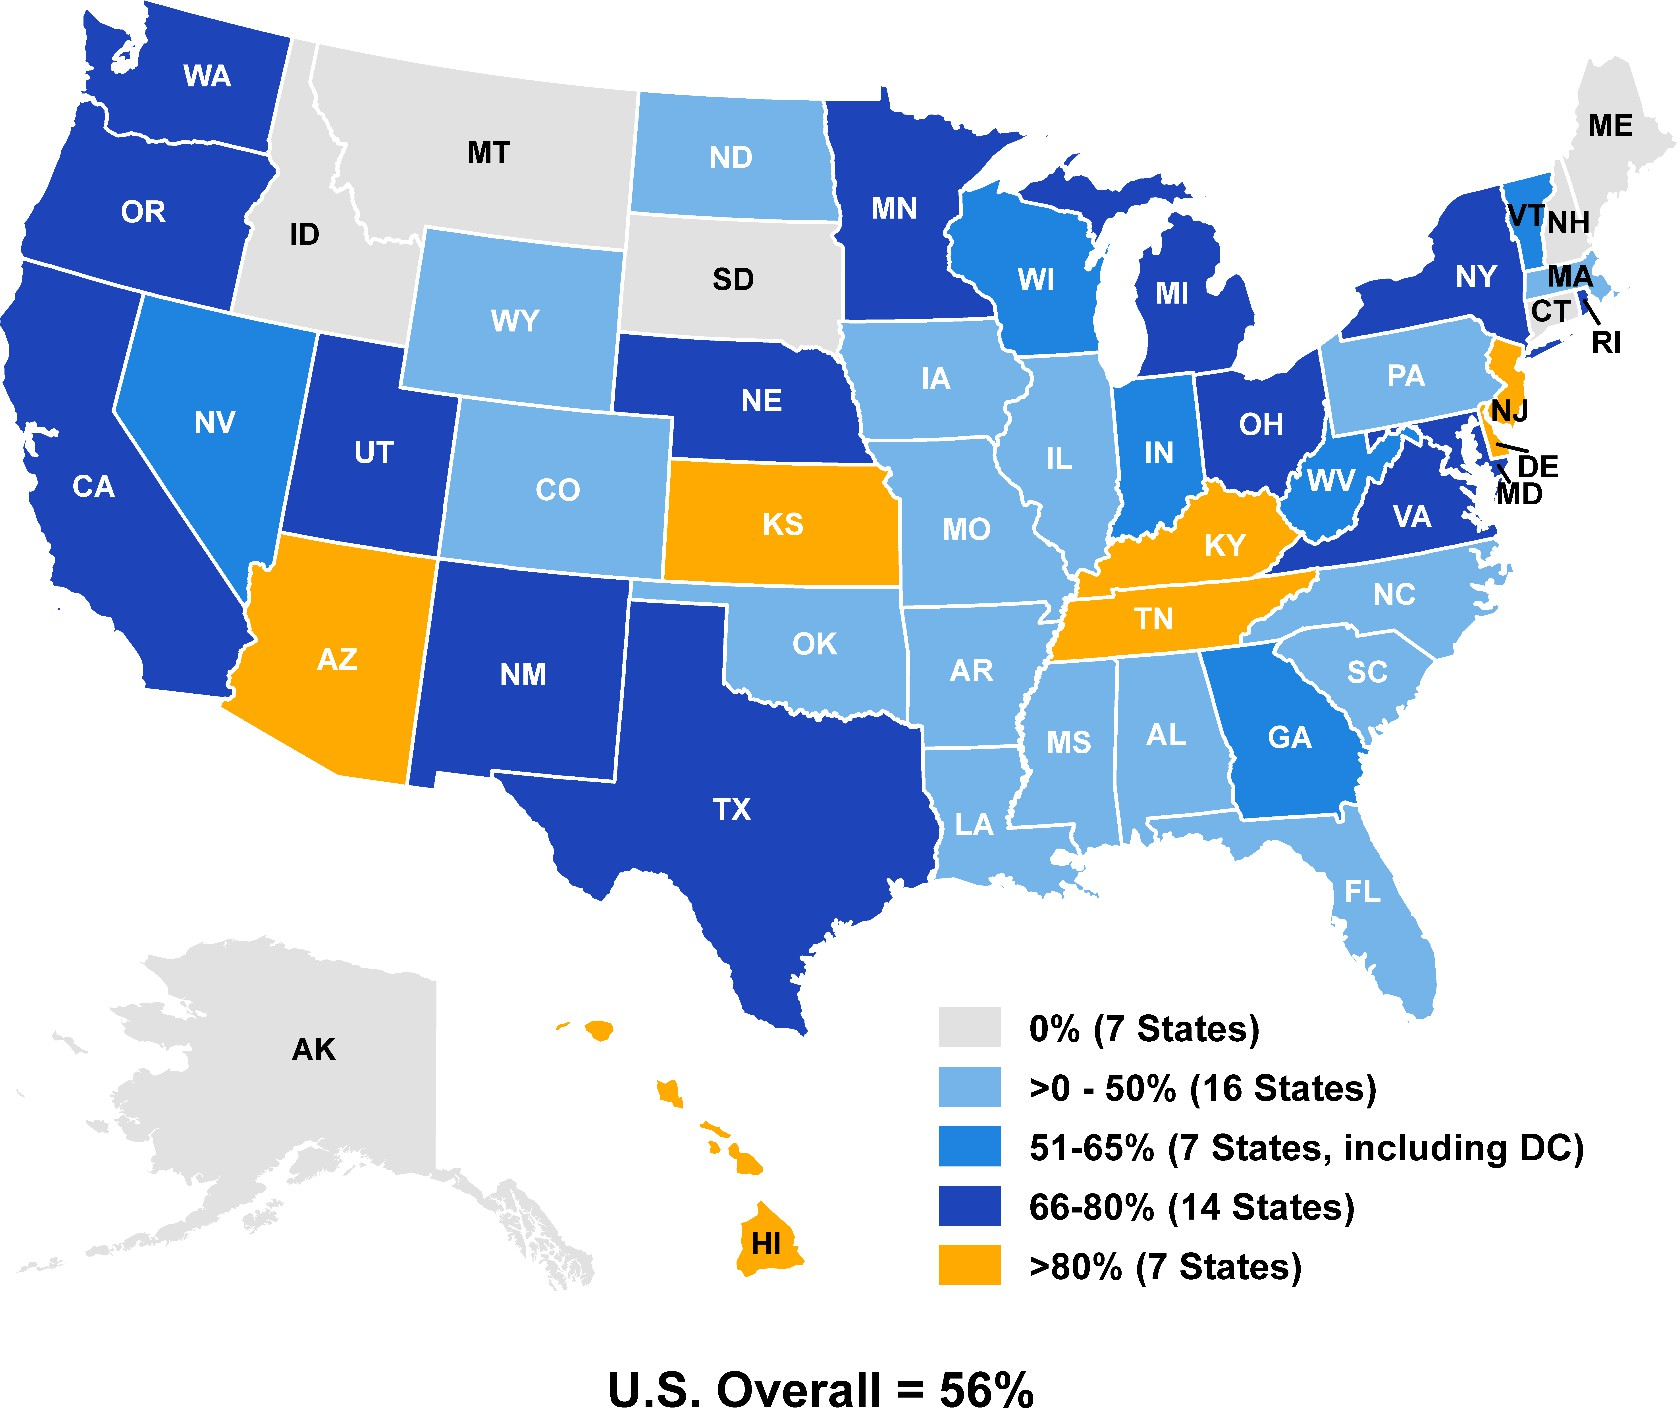 WA
MT
ND
ME
OR
ID
MN
VT
NH
SD
WI
NY
MA
MI
CT
WY
RI
IA
PA
NE
NJ
NV
OH
UT
IL
IN
DE
CA
CO
WV
MD
KS
MO
VA
KY
NC
TN
OK
AZ
NM
AR
SC
MS
AL
GA
TX
LA
FL
AK
HI
0% (7 States)
>0 - 50% (16 States)
51-65% (7 States, including DC)
66-80% (14 States)
>80% (7 States)
U.S. Overall = 56%